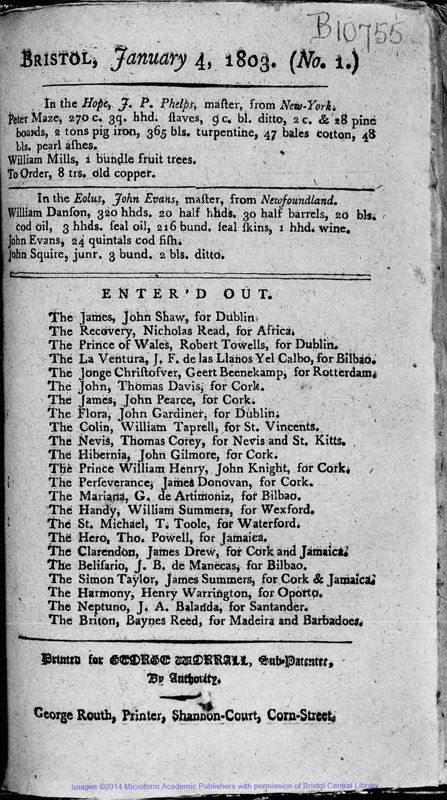 B10755
BRISTOL, January 4, 1803. (No. 1.)
In the Hope, J. P. Phelps, maſter, from New-York.
Peter Maze, 270 c. 3q. hhd. ſtaves, 9 c. bl. ditto, 2 c. & 28 pine
boards, 2 tons pig iron, 365 bls. turpentine, 47 bales cotton, 48
bls. pearl aſhes.
William Mills, 1 bundle fruit trees.
To Order, 8 trs. old copper.
In the Eolus, John Evans, maſter, from Newfoundland.
William Danſon, 320 hhds. 20 half hhds. 30 half barrels, 20 bls.
cod oil, 3 hhds. ſeal oil, 216 bund. ſeal ſkins, 1 hhd. wine.
John Evans, 24 quintals cod fiſh.
John Squire, junr. 3 bund. 2 bls. ditto.
ENTER'D OUT.
The James, John Shaw, for Dublin.
The Recovery, Nicholas Read, for Africa.
The Prince of Wales, Robert Towells, for Dublin.
The La Ventura, J. F. de las Llanos Yel Calbo, for Bilbao.
The Jonge Chriſtofver, Geert Beenekamp, for Rotterdam.
The John, Thomas Davis, for Cork.
The James, John Pearce, for Cork.
The Flora, John Gardiner, for Dublin.
The Colin, William Taprell, for St. Vincents.
The Nevis, Thomas Corey, for Nevis and St. Kitts.
The Hibernia, John Gilmore, for Cork.
The Prince William Henry, John Knight, for Cork.
The Perſeverance, James Donovan, for Cork.
The Mariana, G. de Artimoniz, for Bilbao.
The Handy, William Summers, for Wexford.
The St. Michael, T. Toole, for Waterford.
The Hero, Tho. Powell, for Jamaica.
The Clarendon, James Drew, for Cork and Jamaica.
The Beliſario, J. B. de Manecas, for Bilbao.
The Simon Taylor, James Summers, for Cork & Jamaica.
The Harmony, Henry Warrington, for Oporto.
The Neptuno, J. A. Balanda, for Santander.
The Briton, Baynes Reed, for Madeira and Barbadoes.
Printed for GEORGE WORRALL, Sub-Patentee,
By Authority.
George Routh, Printer, Shannon-Court, Corn-Street.
Images ©2014 Microform Academic Publishers with permission of Bristol Central Library